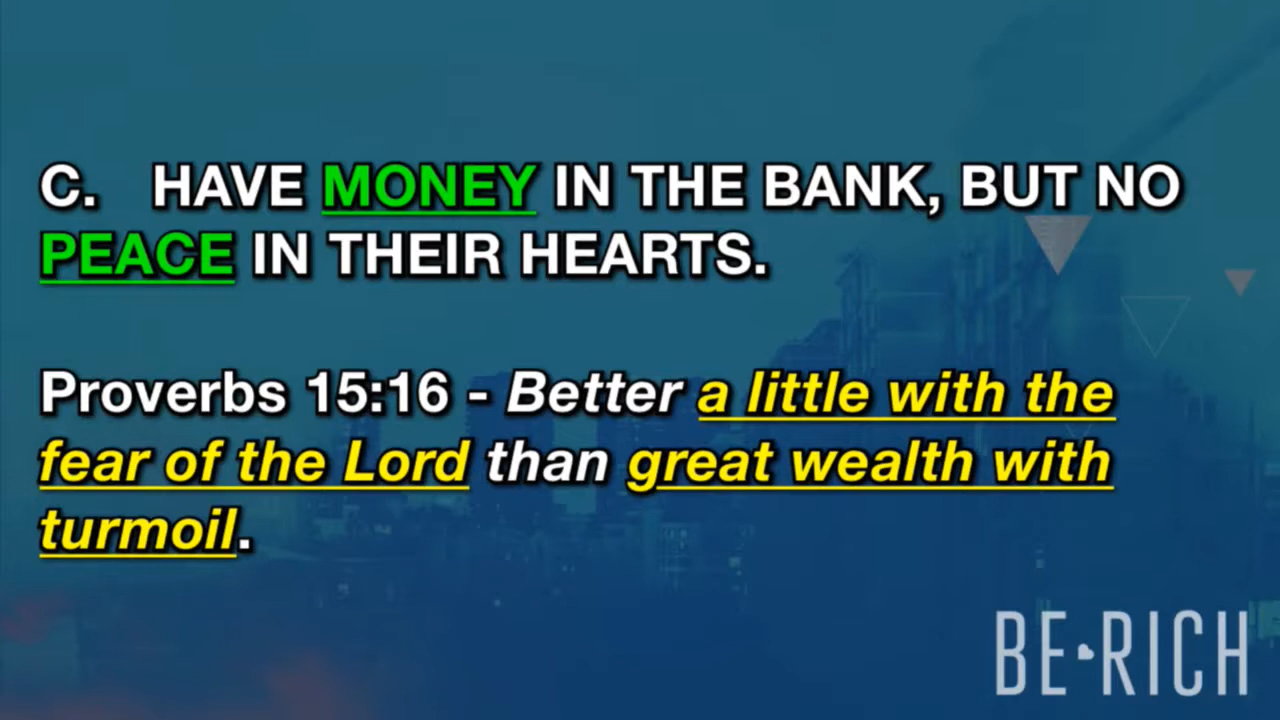 C. HAVE MONEY IN THE BANK, BUT NO
PEACE IN THEIR HEARTS.
Proverbs 15:16 - Better a little with the
fear of the Lord than great wealth with
turmoil.
BE RICH